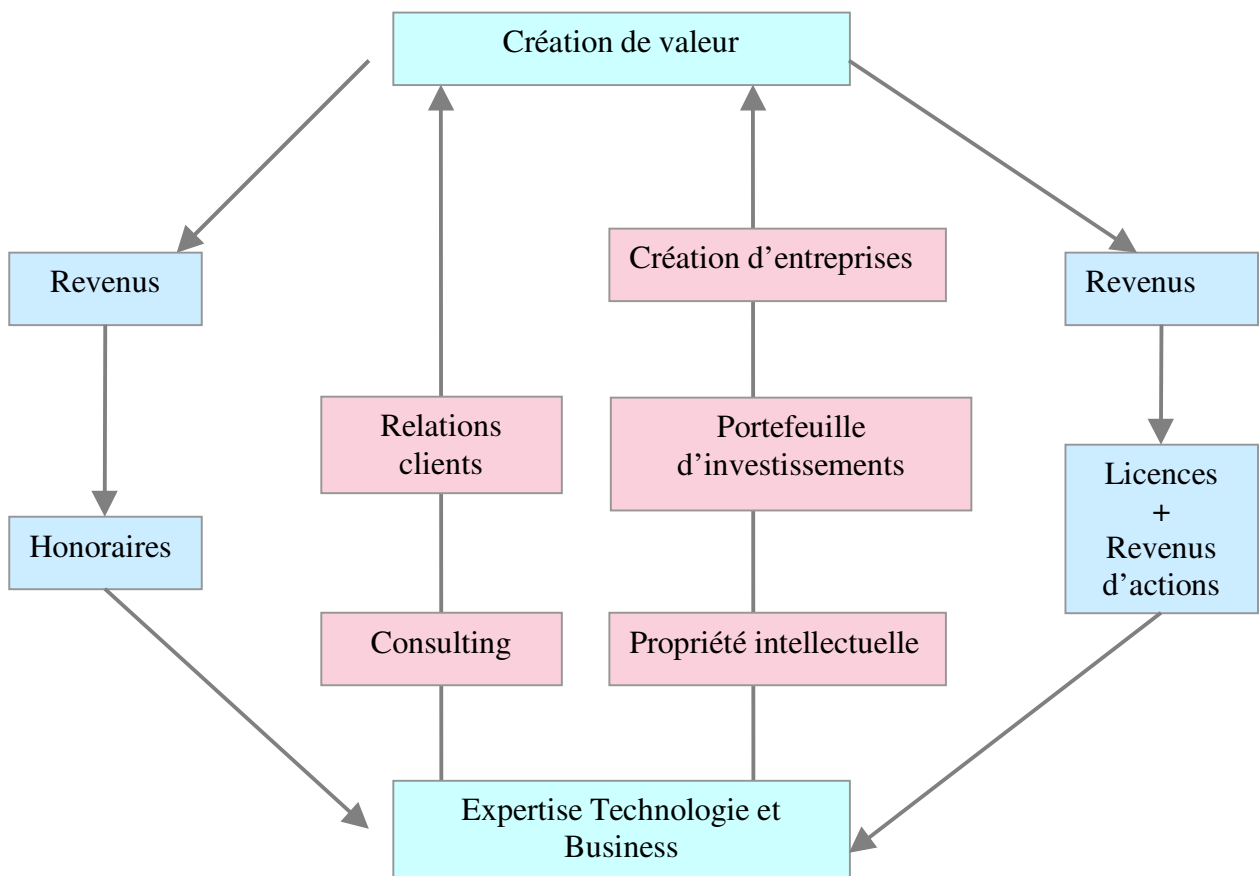 Création de valeur
Création d’entreprises
Revenus
Revenus
Relations
clients
Portefeuille
d’investissements
Licences
+
Revenus
d’actions
Honoraires
Consulting
Propriété intellectuelle
Expertise Technologie et
Business